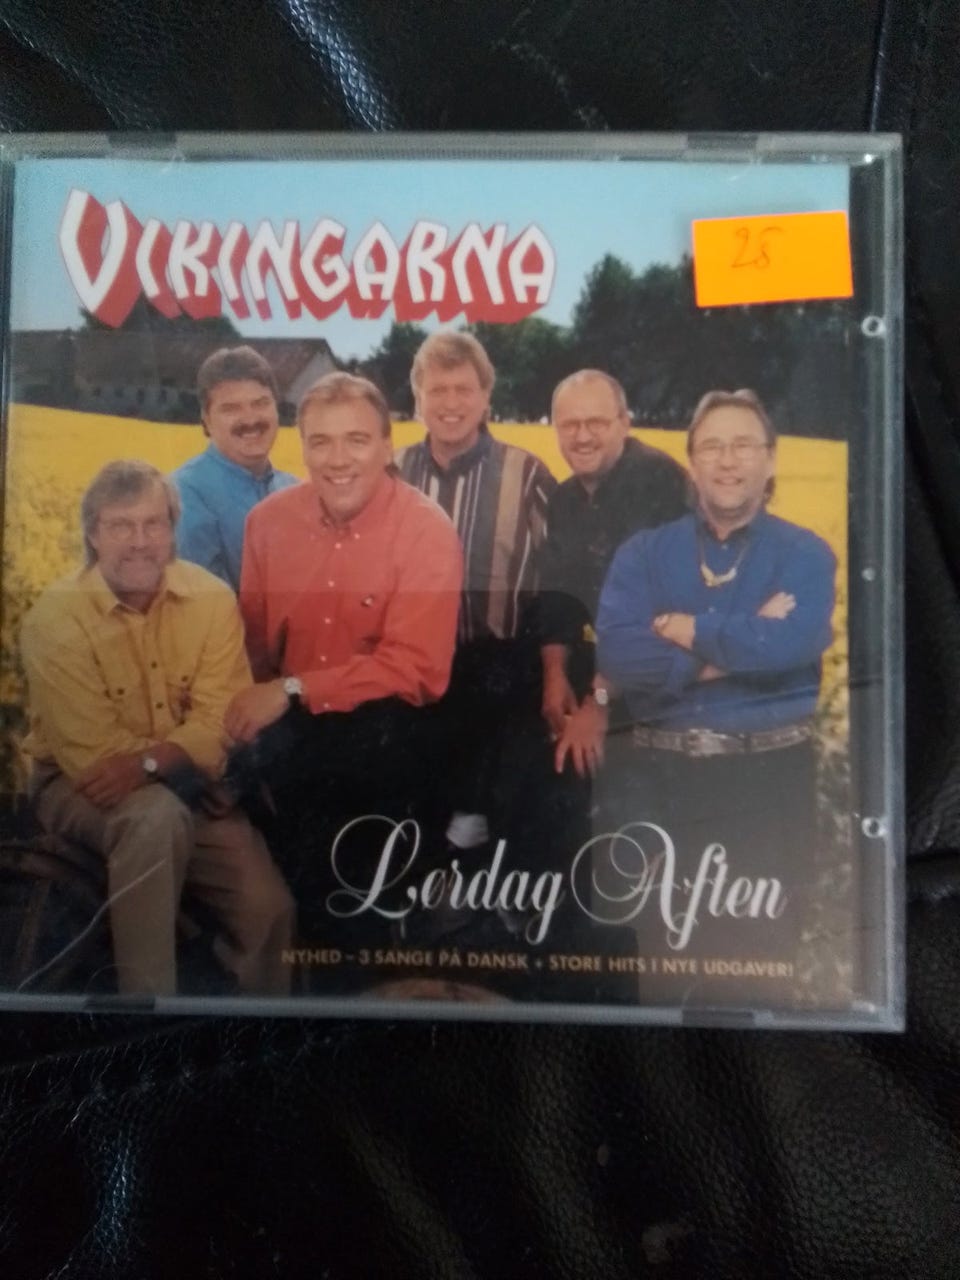 VIKINGARNA
25
Lørdag Aften
NYHED - 3 SANGE PÅ DANSK + STORE HITS I NYE UDGAVER!